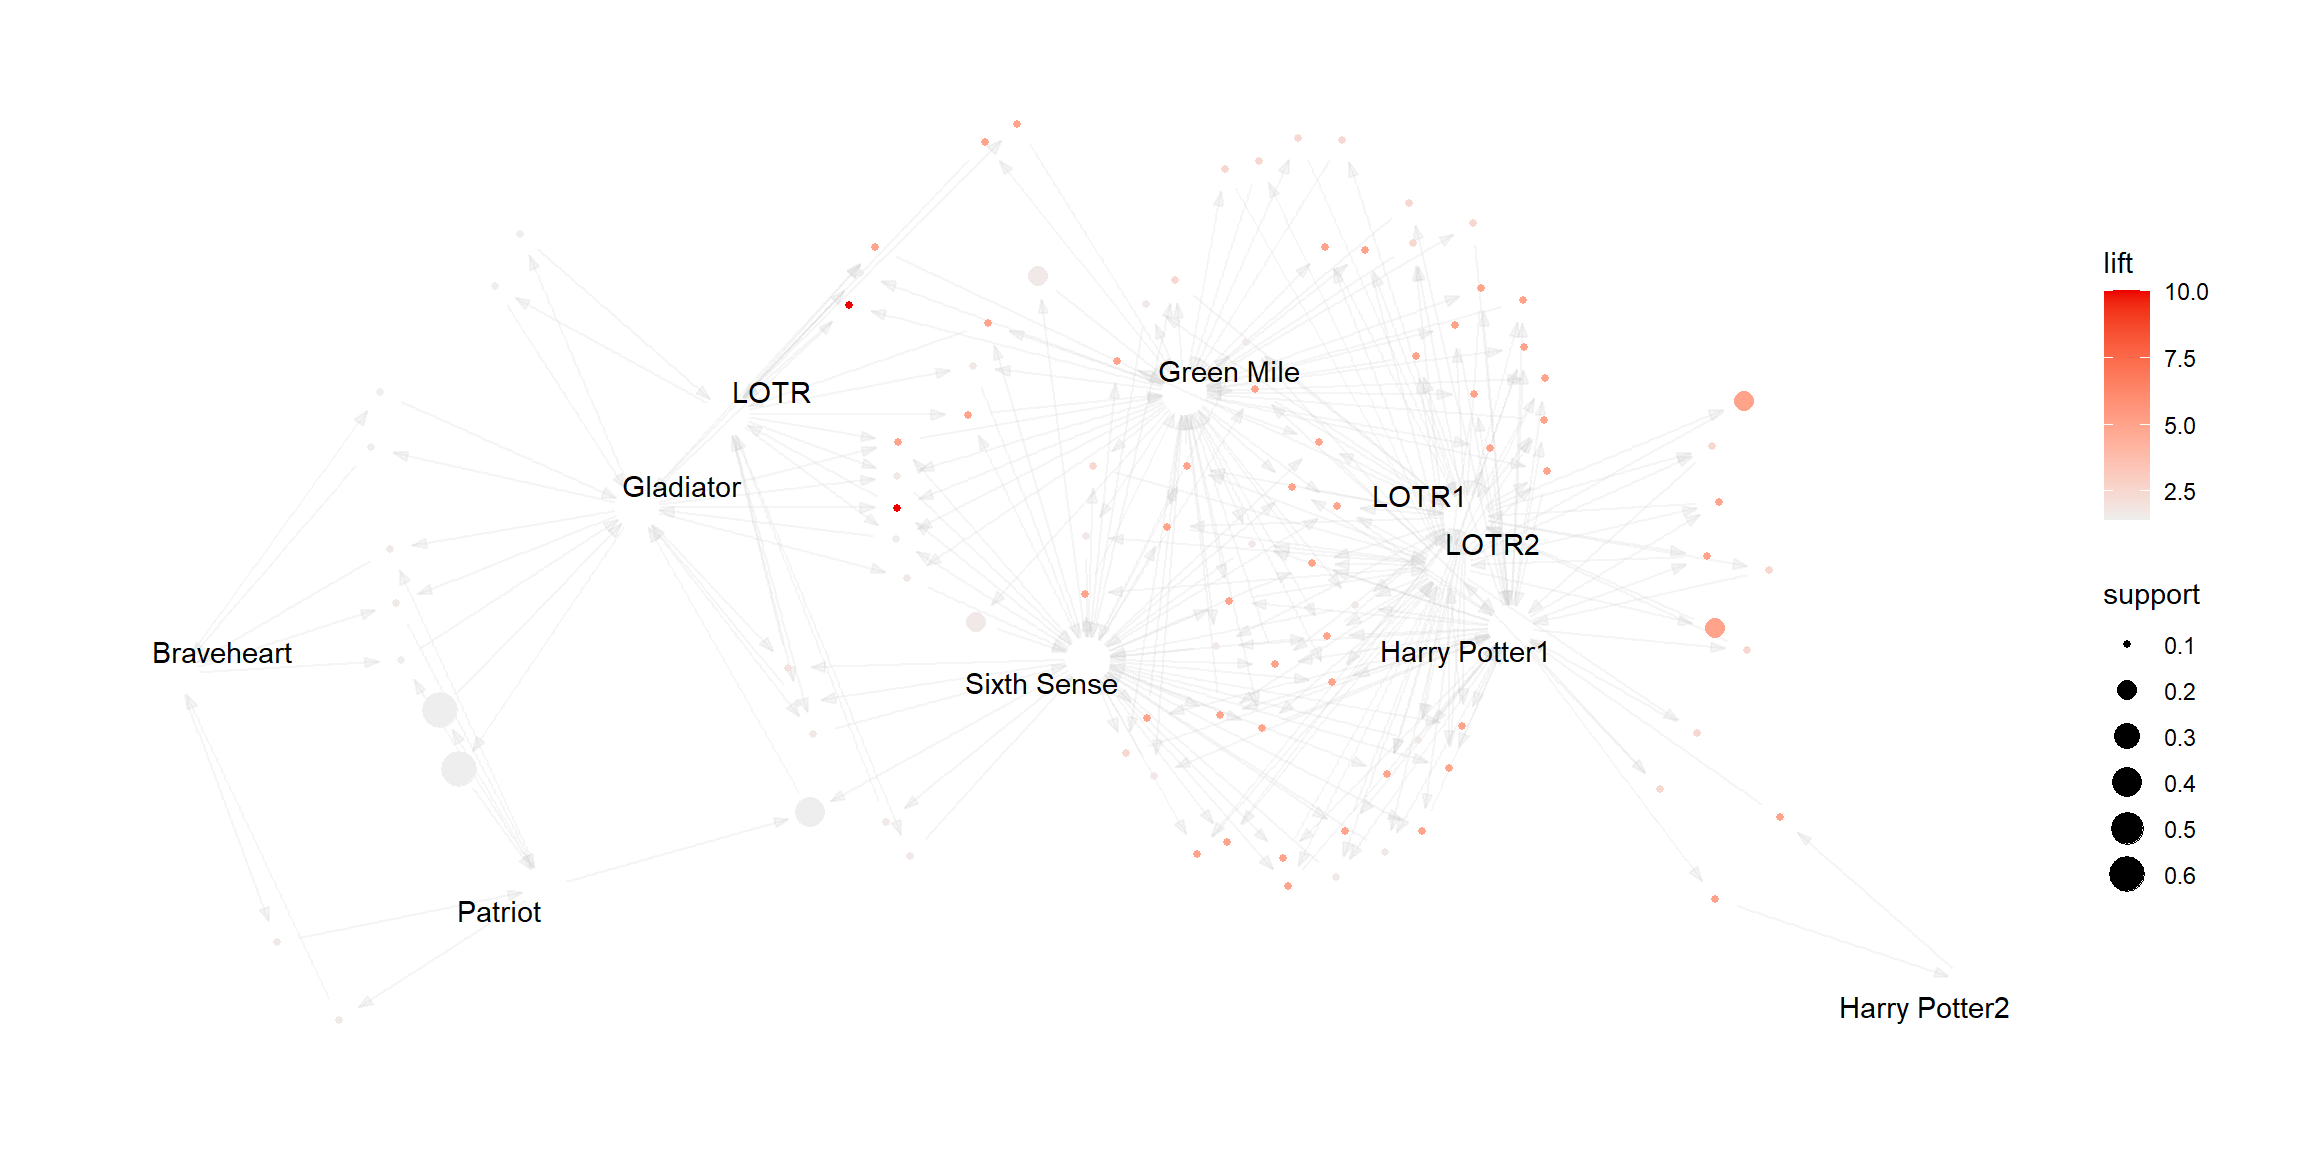 lift
10.0
7.5
5.0
2.5
support
0.1
0.2
0.3
0.4
0.5
0.6
Green Mile
LOTR
Gladiator
LOTR1
LOTR2
Braveheart
Harry Potter1
Sixth Sense
Patriot
Harry Potter2